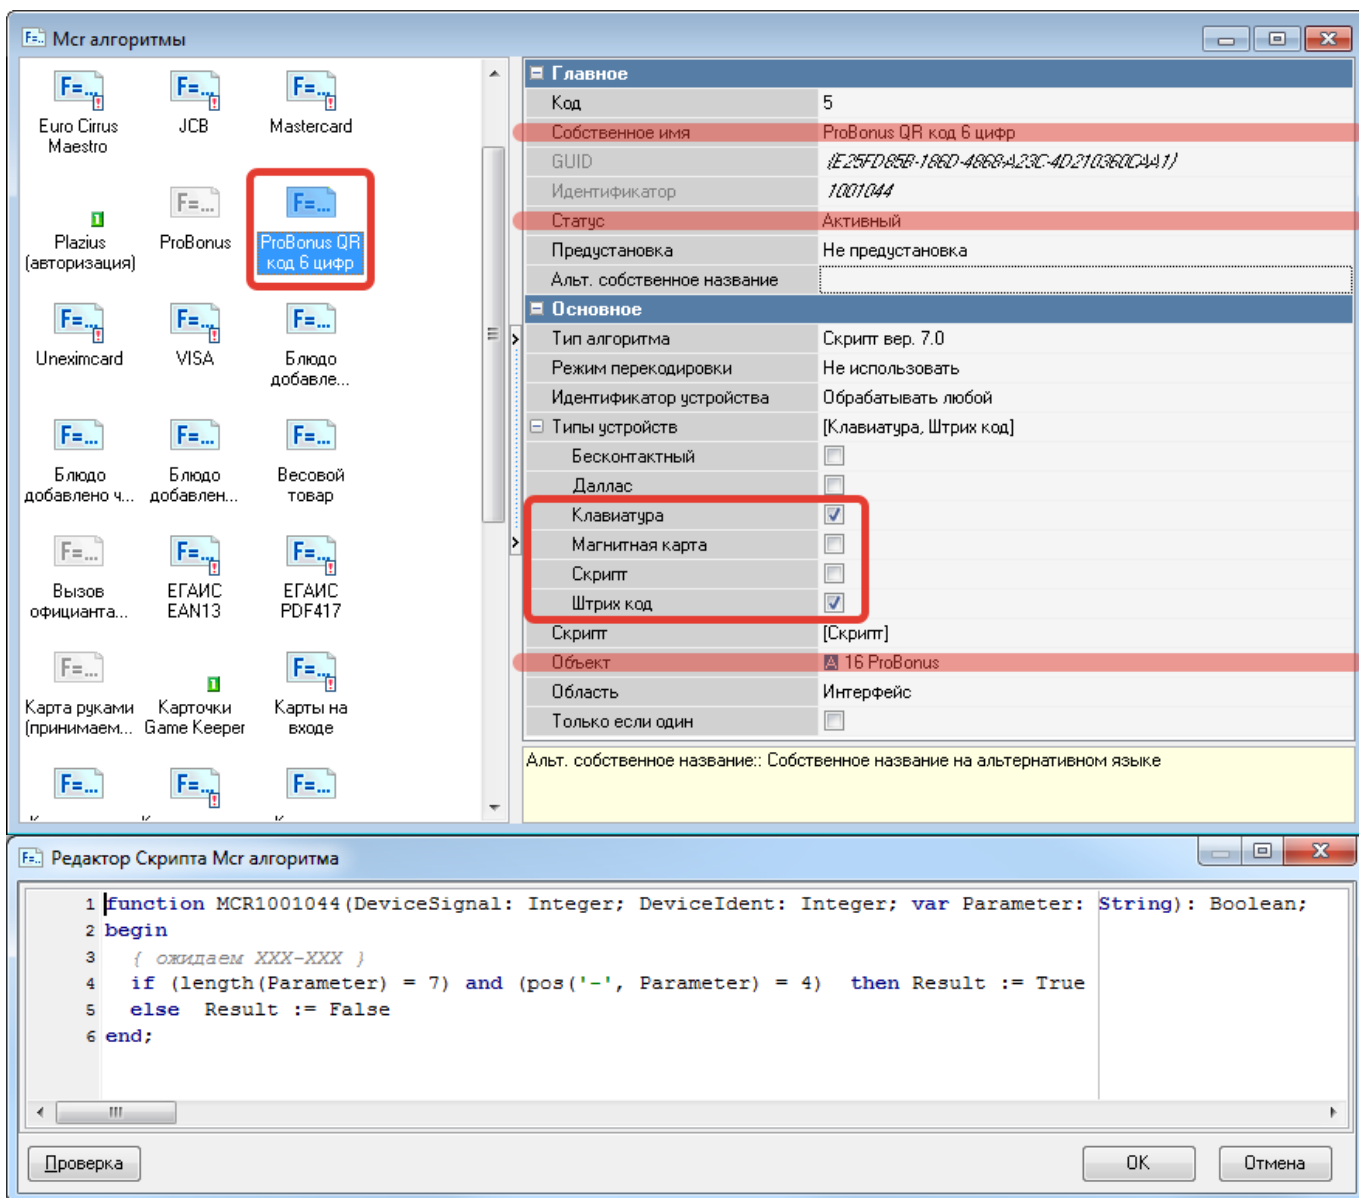 Mcr алгоритмы
F=...
F=...
F=...
Euro Cirrus
Maestro
JCB
Mastercard
F=...
F=...
1
Plazius
(авторизация)
ProBonus
ProBonus QR
код 6 цифр
F=...
F=...
F=...
Uneximcard
VISA
Блюдо
добавле...
F=...
F=...
F=...
Блюдо
добавлено ч...
Блюдо
добавлен...
Весовой
товар
F=...
F=...
F=...
Вызов
официанта...
ЕГАИС
EAN13
ЕГАИС
PDF417
F=...
F=...
1
Карта руками
(принимаем...
Карточки
Game Keeper
Карты на
входе
F=...
F=...
F=...
Главное
Код 5
Собственное имя ProBonus QR код 6 цифр
GUID {E25FD85B-186D-4868-A23C-4D210360CAA1}
Идентификатор 1001044
Статус Активный
Предустановка Не предустановка
Альт. собственное название
Основное
Тип алгоритма Скрипт вер. 7.0
Режим перекодировки Не использовать
Идентификатор устройства Обрабатывать любой
Типы устройств [Клавиатура, Штрих код]
Бесконтактный
Даллас
Клавиатура
Магнитная карта
Скрипт
Штрих код
Скрипт [Скрипт]
Объект A 16 ProBonus
Область Интерфейс
Только если один
Альт. собственное название:: Собственное название на альтернативном языке
Редактор Скрипта Mcr алгоритма
1 function MCR1001044(DeviceSignal: Integer; DeviceIdent: Integer; var Parameter: String): Boolean;
2 begin
3 { ожидаем XXX-XXX }
4 if (length(Parameter) = 7) and (pos('-', Parameter) = 4) then Result := True
5 else Result := False
6 end;
Проверка
OK
Отмена